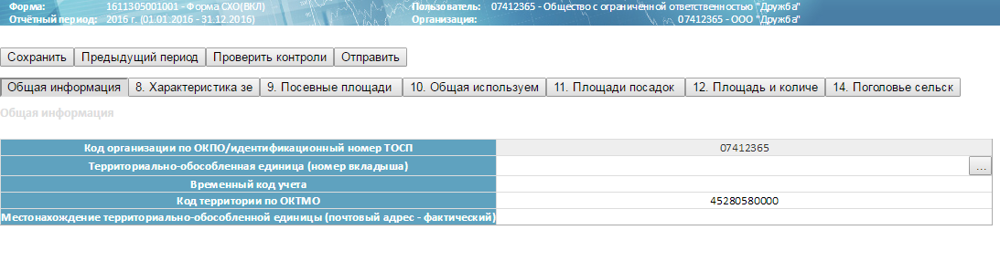 Форма: 1611305001001 - Форма СХО(ВКЛ) Пользователь: 07412365 - Общество с ограниченной ответственностью "Дружба"
Отчётный период: 2016 г. (01.01.2016 - 31.12.2016) Организация: 07412365 - ООО "Дружба"
Сохранить Предыдущий период Проверить контроли Отправить
Общая информация 8. Характеристика зе 9. Посевные площади 10. Общая используем 11. Площади посадок 12. Площадь и количе 14. Поголовье сельск
Общая информация
Код организации по ОКПО/идентификационный номер ТОСП 07412365
Территориально-обособленная единица (номер вкладыша) ...
Временный код учета
Код территории по ОКТМО 45280580000
Местонахождение территориально-обособленной единицы (почтовый адрес - фактический)